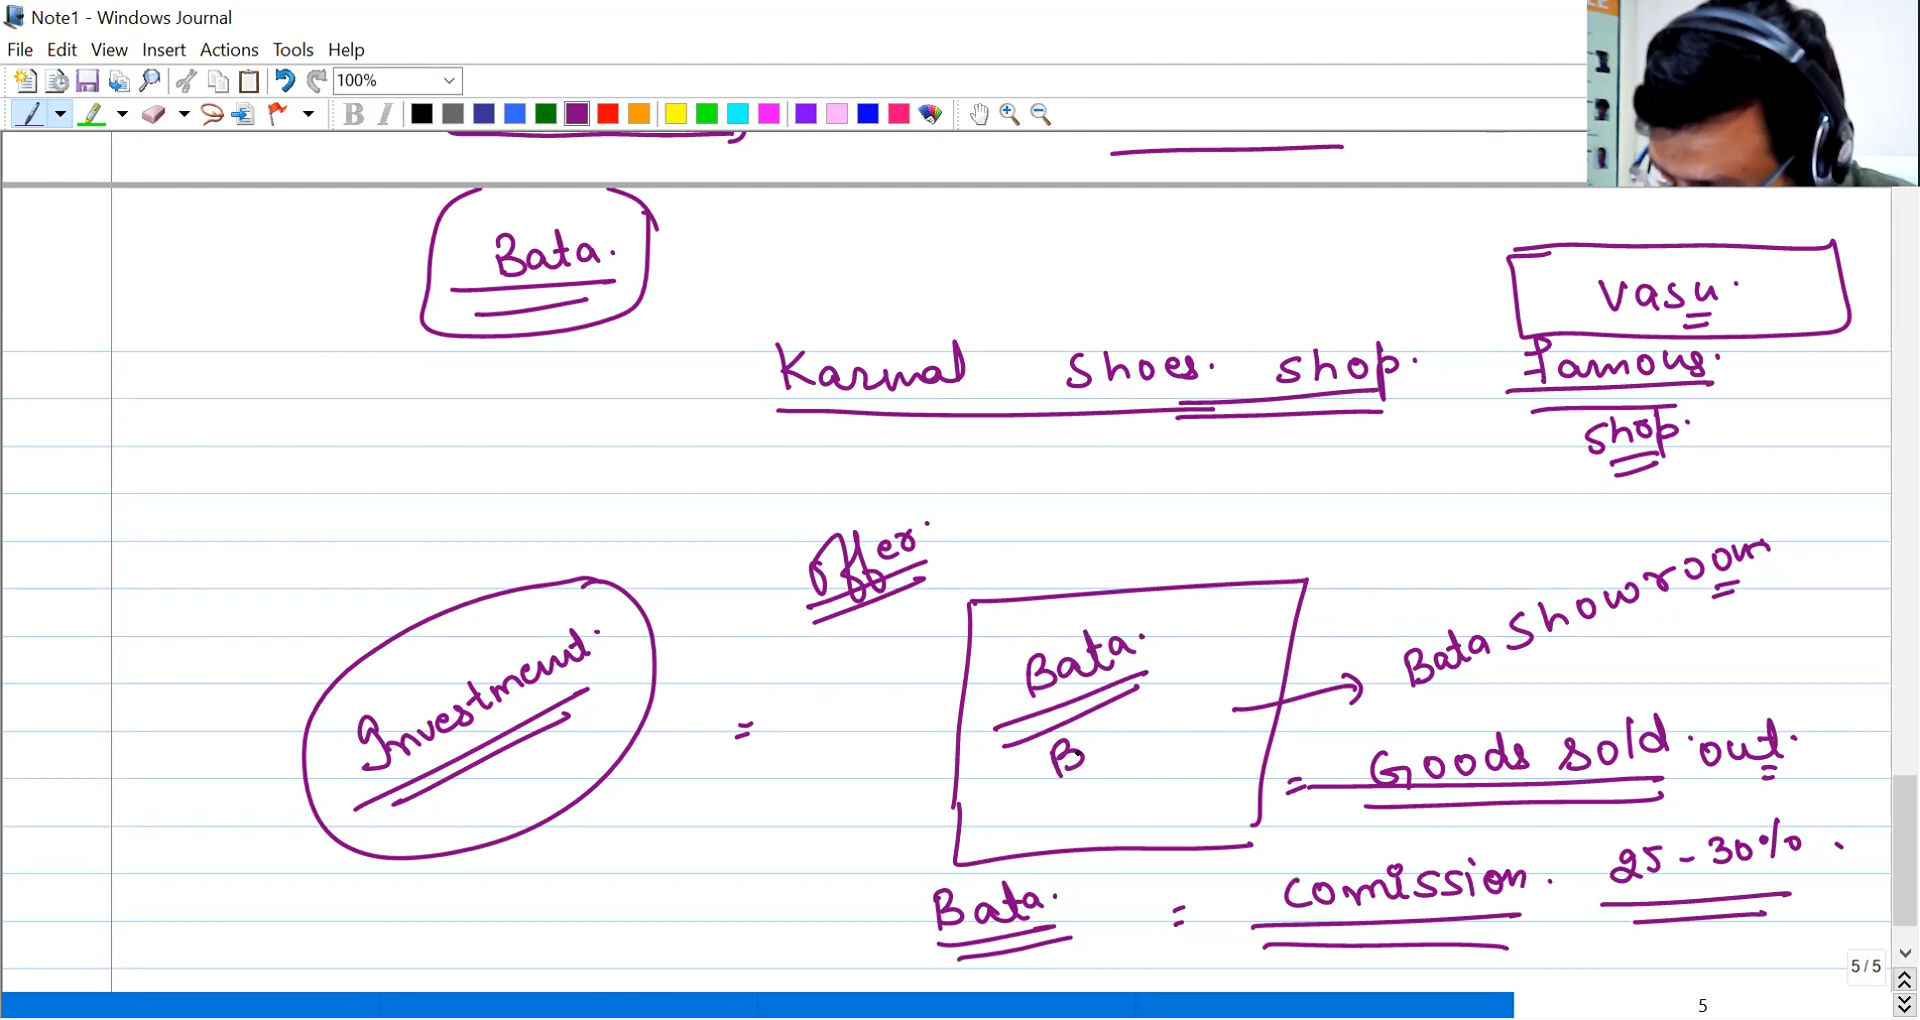 Note1 - Windows Journal
File Edit View Insert Actions Tools Help
100%
B I
Bata.
Vasu.
Karnal Shoes. Shop.
Famous.
Shop.
Offer.
Investment.
=
Bata.
B
Bata Showroom
= Goods sold out.
Bata. = Comission. 25-30%.
5 / 5
5